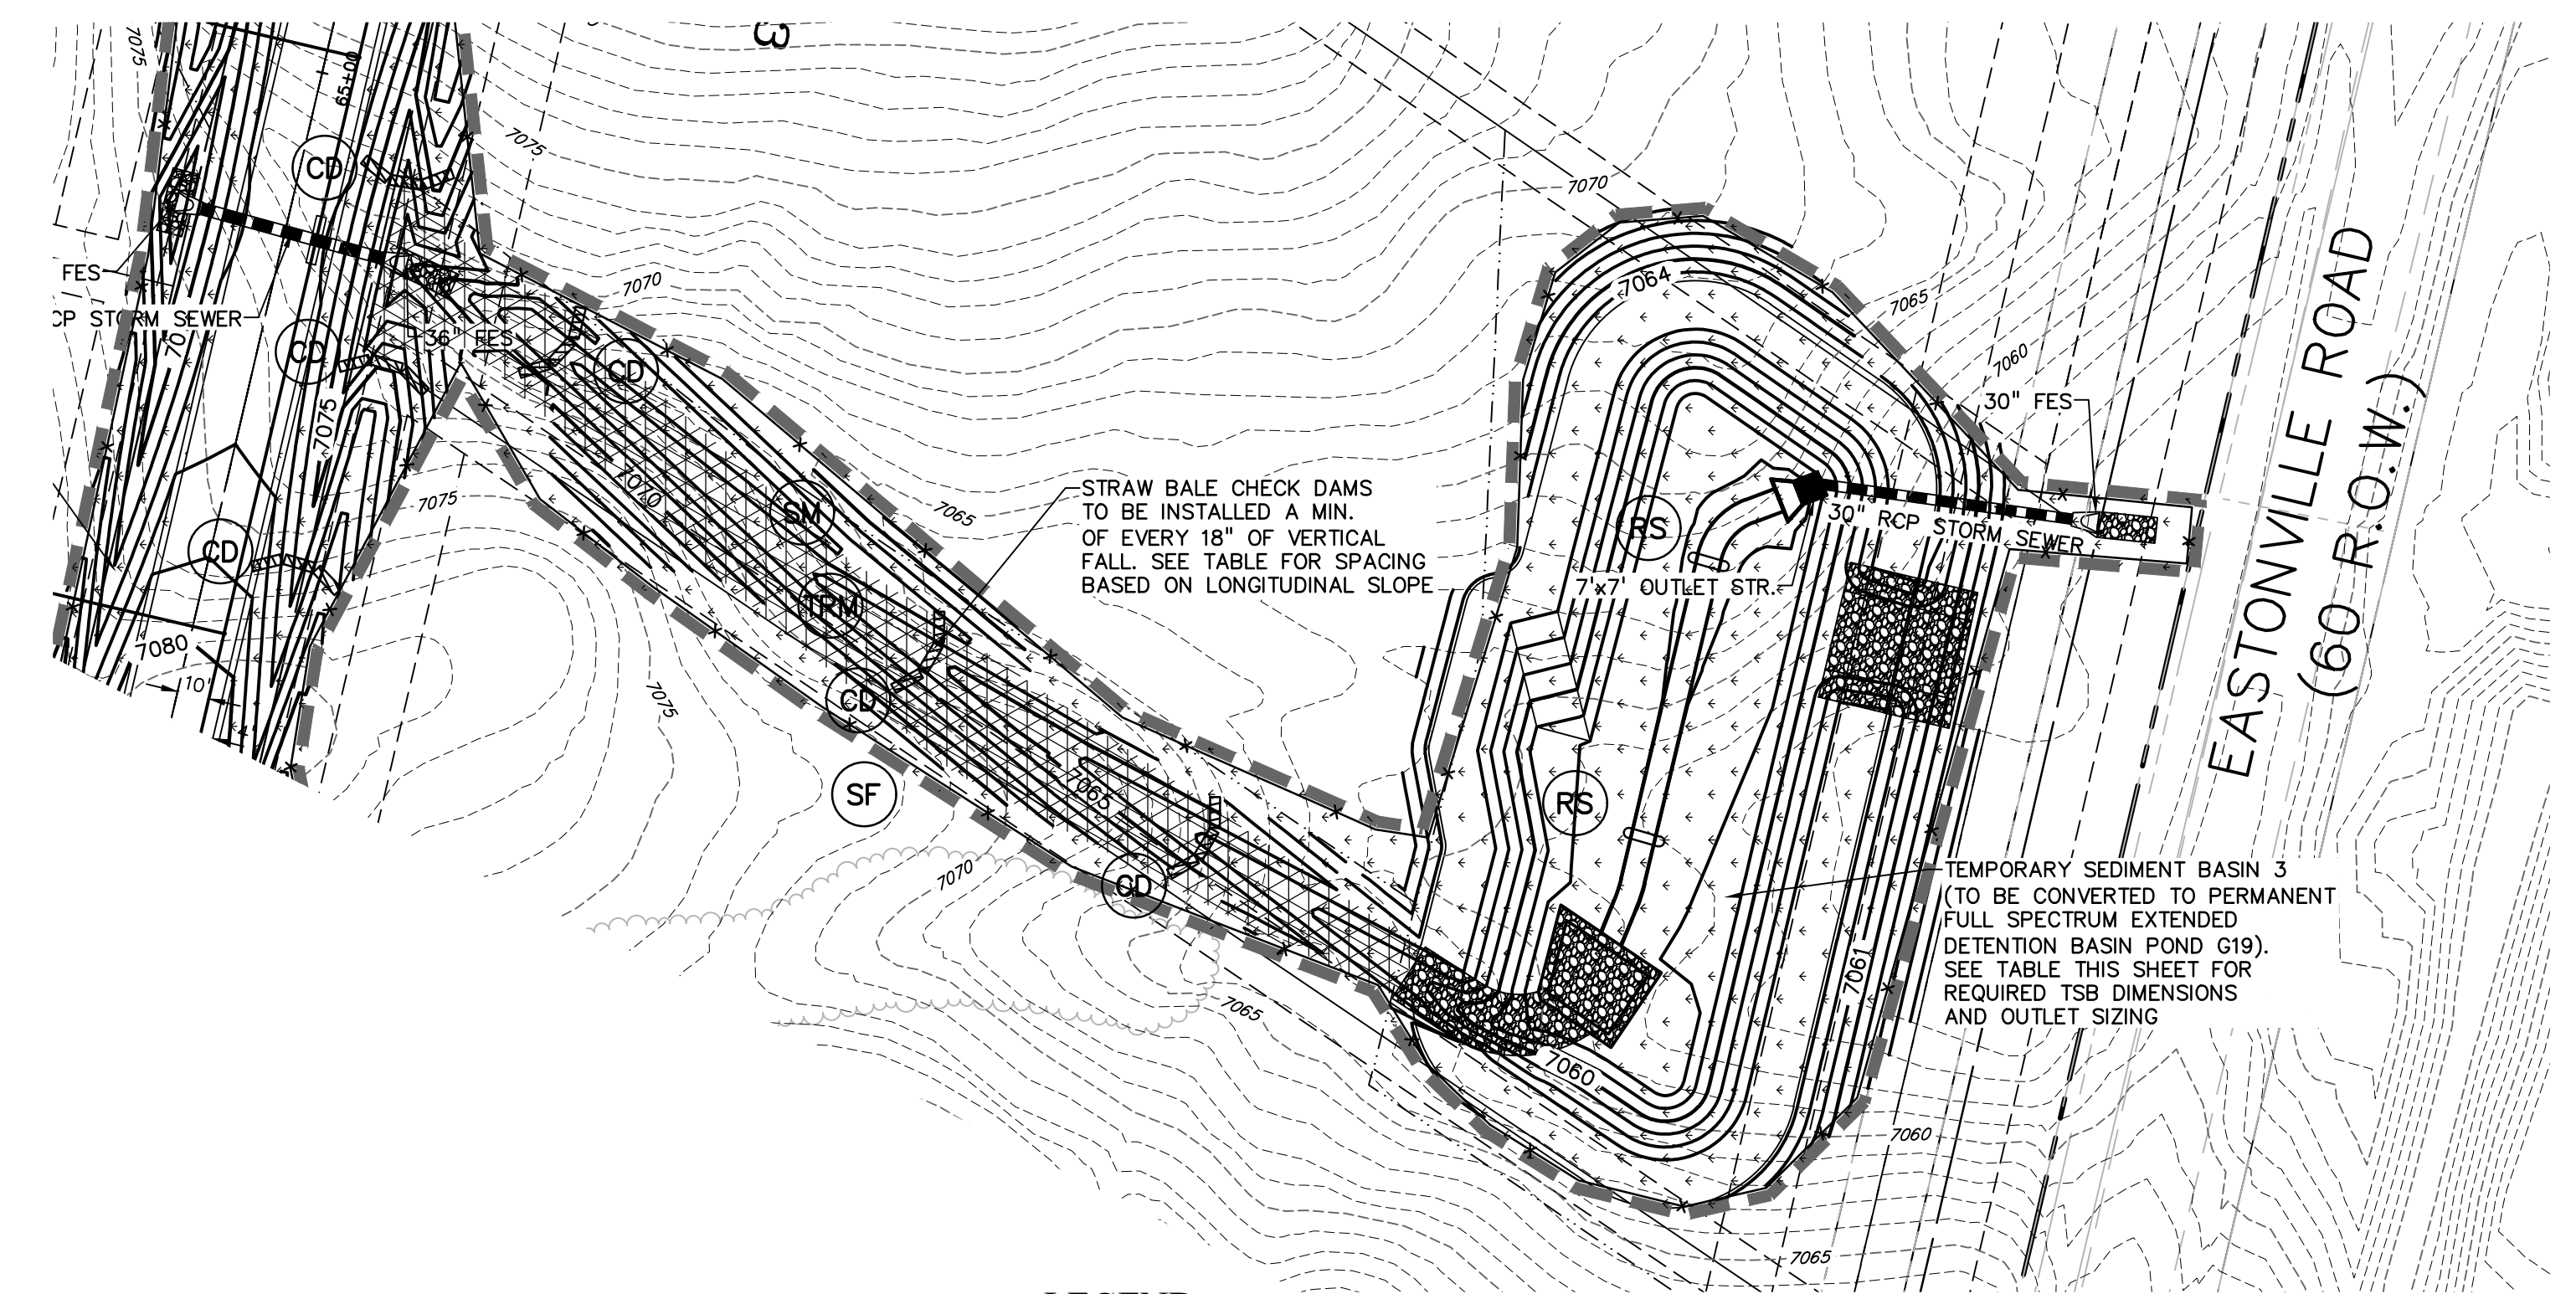 7075
65+00
3
CD
7075
7070
7064
7070
7065
7060
FES
CP STORM SEWER
CD
36" FES
CD
7075
7070
7075
SM
7065
STRAW BALE CHECK DAMS
TO BE INSTALLED A MIN.
OF EVERY 18" OF VERTICAL
FALL. SEE TABLE FOR SPACING
BASED ON LONGITUDINAL SLOPE
RS
30" FES
30" RCP STORM SEWER
7'x7' OUTLET STR.
EASTONVILLE ROAD
(60 R.O.W.)
CD
TRM
7080
10'
4'
7075
CD
SF
7065
CD
7070
RS
TEMPORARY SEDIMENT BASIN 3
(TO BE CONVERTED TO PERMANENT
FULL SPECTRUM EXTENDED
DETENTION BASIN POND G19).
SEE TABLE THIS SHEET FOR
REQUIRED TSB DIMENSIONS
AND OUTLET SIZING
7061
7065
7060
7060
7065